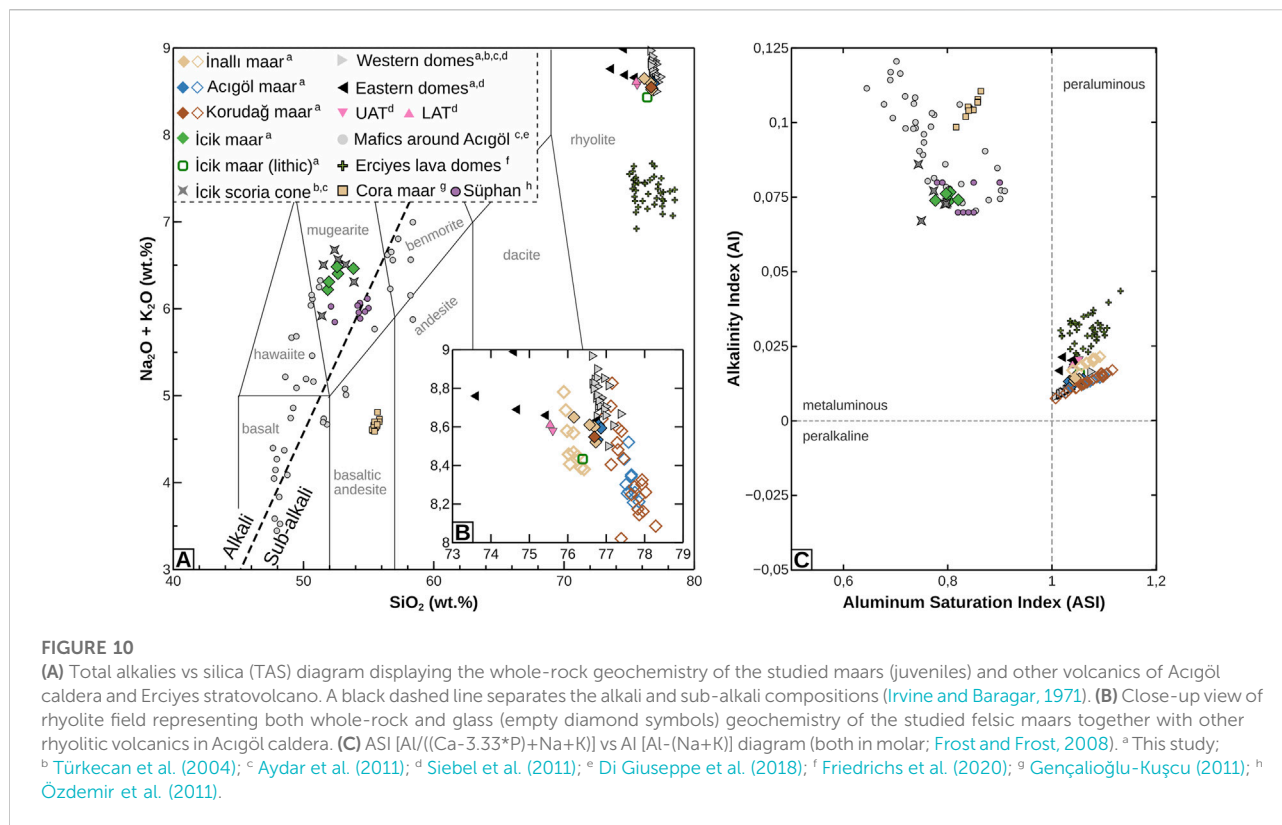 9
8
7
6
5
4
3
40
50
60
70
80
Na₂O + K₂O (wt.%)
SiO₂ (wt.%)
İnallı maar ᵃ
Acıgöl maar ᵃ
Korudağ maar ᵃ
İcik maar ᵃ
İcik maar (lithic) ᵃ
İcik scoria cone ᵇ,ᶜ
Western domes ᵃ,ᵇ,ᶜ,ᵈ
Eastern domes ᵃ,ᵈ
UAT ᵈ LAT ᵈ
Mafics around Acıgöl ᶜ,ᵉ
Erciyes lava domes ᶠ
Cora maar ᵍ Süphan ʰ
rhyolite
mugearite
benmorite
dacite
andesite
hawaiite
basalt
basaltic
andesite
Alkali
Sub-alkali
A
9
8,8
8,6
8,4
8,2
8
73 74 75 76 77 78 79
B
0,125
0,1
0,075
0,05
0,025
0
−0,025
−0,05
0,6
0,8
1
1,2
Alkalinity Index (AI)
Aluminum Saturation Index (ASI)
peraluminous
metaluminous
peralkaline
C
FIGURE 10
(A) Total alkalies vs silica (TAS) diagram displaying the whole-rock geochemistry of the studied maars (juveniles) and other volcanics of Acıgöl
caldera and Erciyes stratovolcano. A black dashed line separates the alkali and sub-alkali compositions (Irvine and Baragar, 1971). (B) Close-up view of
rhyolite field representing both whole-rock and glass (empty diamond symbols) geochemistry of the studied felsic maars together with other
rhyolitic volcanics in Acıgöl caldera. (C) ASI [Al/((Ca-3.33*P)+Na+K)] vs AI [Al-(Na+K)] diagram (both in molar; Frost and Frost, 2008). ᵃ This study;
ᵇ Türkecan et al. (2004); ᶜ Aydar et al. (2011); ᵈ Siebel et al. (2011); ᵉ Di Giuseppe et al. (2018); ᶠ Friedrichs et al. (2020); ᵍ Gençalioğlu-Kuşcu (2011); ʰ
Özdemir et al. (2011).